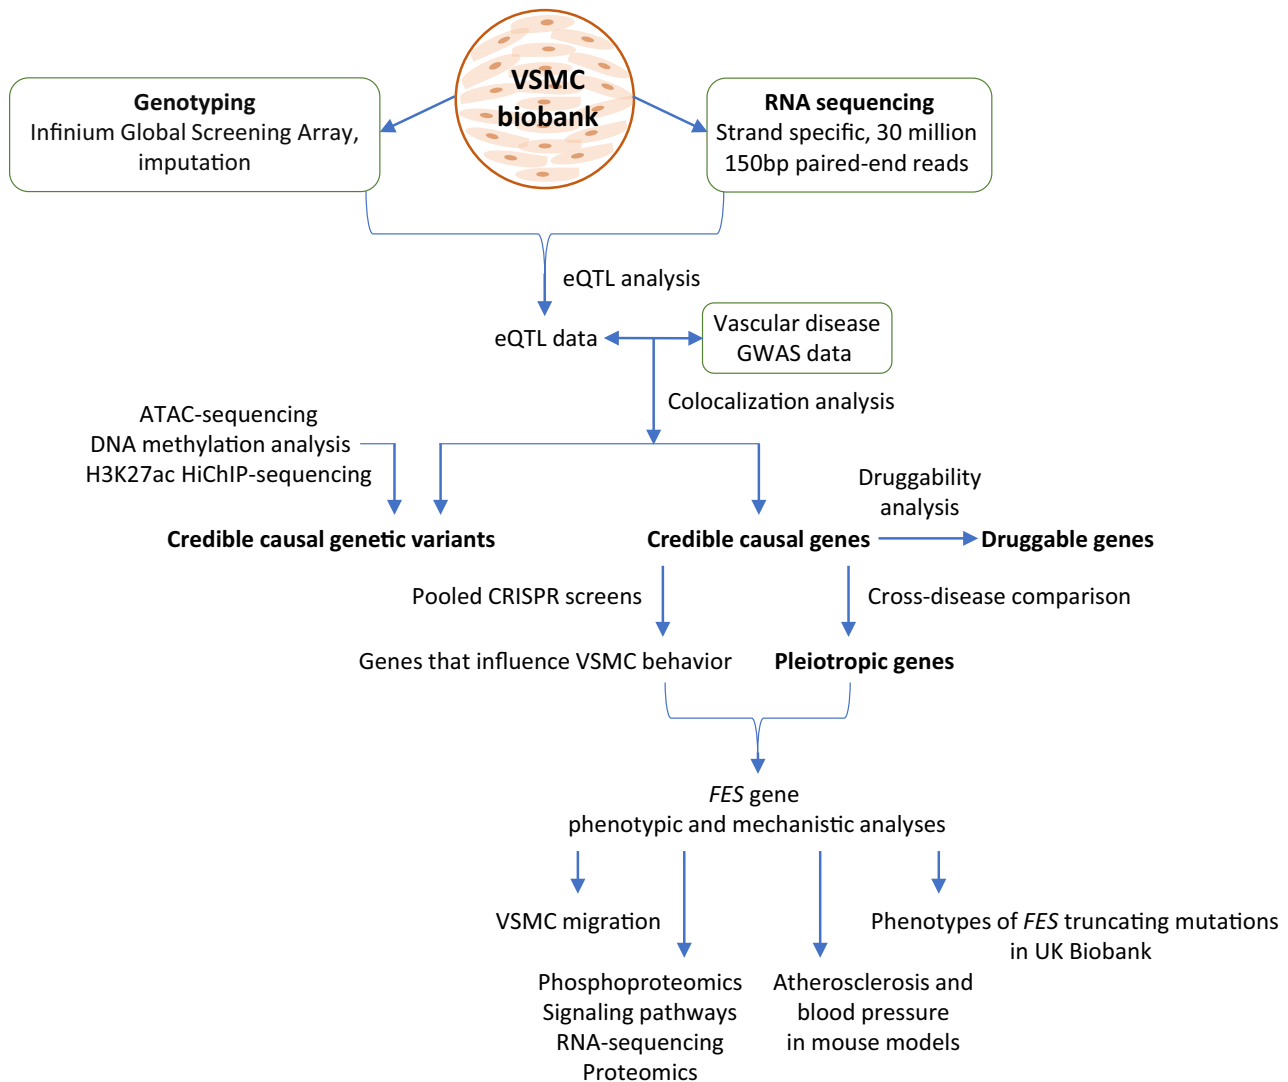 VSMC
biobank
Genotyping
Infinium Global Screening Array,
imputation
RNA sequencing
Strand specific, 30 million
150bp paired-end reads
eQTL analysis
eQTL data
Vascular disease
GWAS data
Colocalization analysis
ATAC-sequencing
DNA methylation analysis
H3K27ac HiChIP-sequencing
Druggability
analysis
Credible causal genetic variants
Credible causal genes
Druggable genes
Pooled CRISPR screens
Cross-disease comparison
Genes that influence VSMC behavior
Pleiotropic genes
FES gene
phenotypic and mechanistic analyses
VSMC migration
Phenotypes of FES truncating mutations
in UK Biobank
Phosphoproteomics
Signaling pathways
RNA-sequencing
Proteomics
Atherosclerosis and
blood pressure
in mouse models